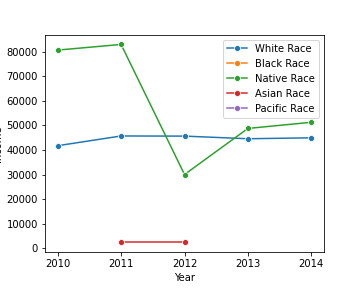 White Race
Black Race
Native Race
Asian Race
Pacific Race
80000
70000
60000
50000
40000
30000
20000
10000
0
2010 2011 2012 2013 2014
Year